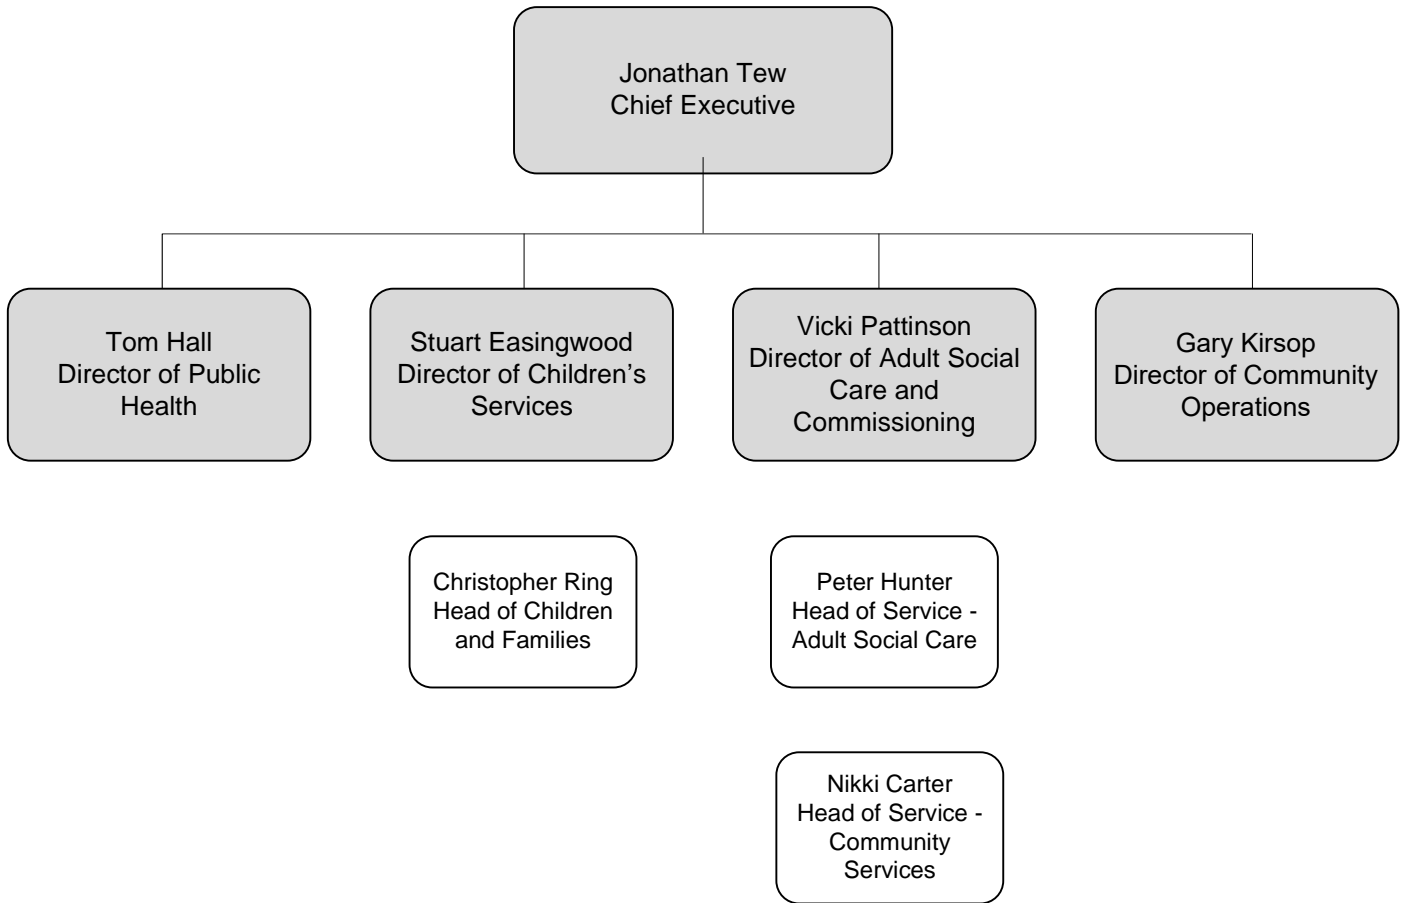 Jonathan Tew
Chief Executive
Tom Hall
Director of Public
Health
Stuart Easingwood
Director of Children’s
Services
Vicki Pattinson
Director of Adult Social
Care and
Commissioning
Gary Kirsop
Director of Community
Operations
Christopher Ring
Head of Children
and Families
Peter Hunter
Head of Service -
Adult Social Care
Nikki Carter
Head of Service -
Community
Services